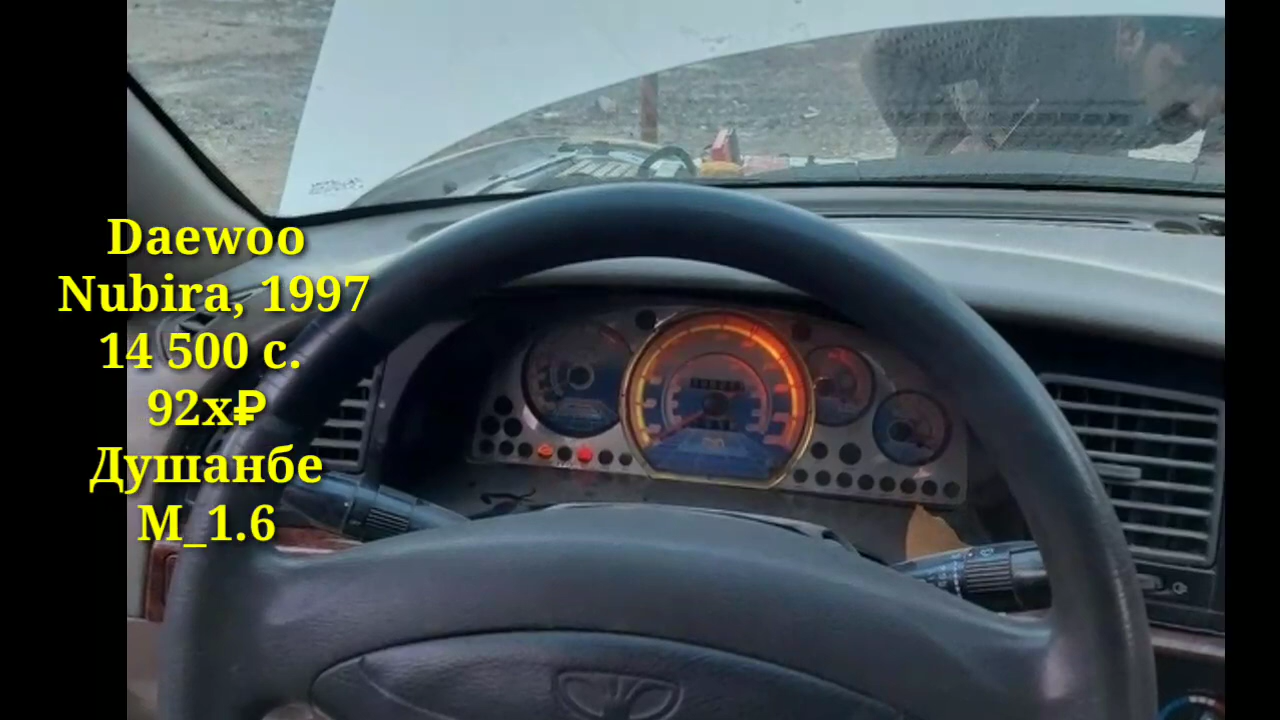 Daewoo
Nubira, 1997
14 500 с.
92х₽
Душанбе
М_1.6